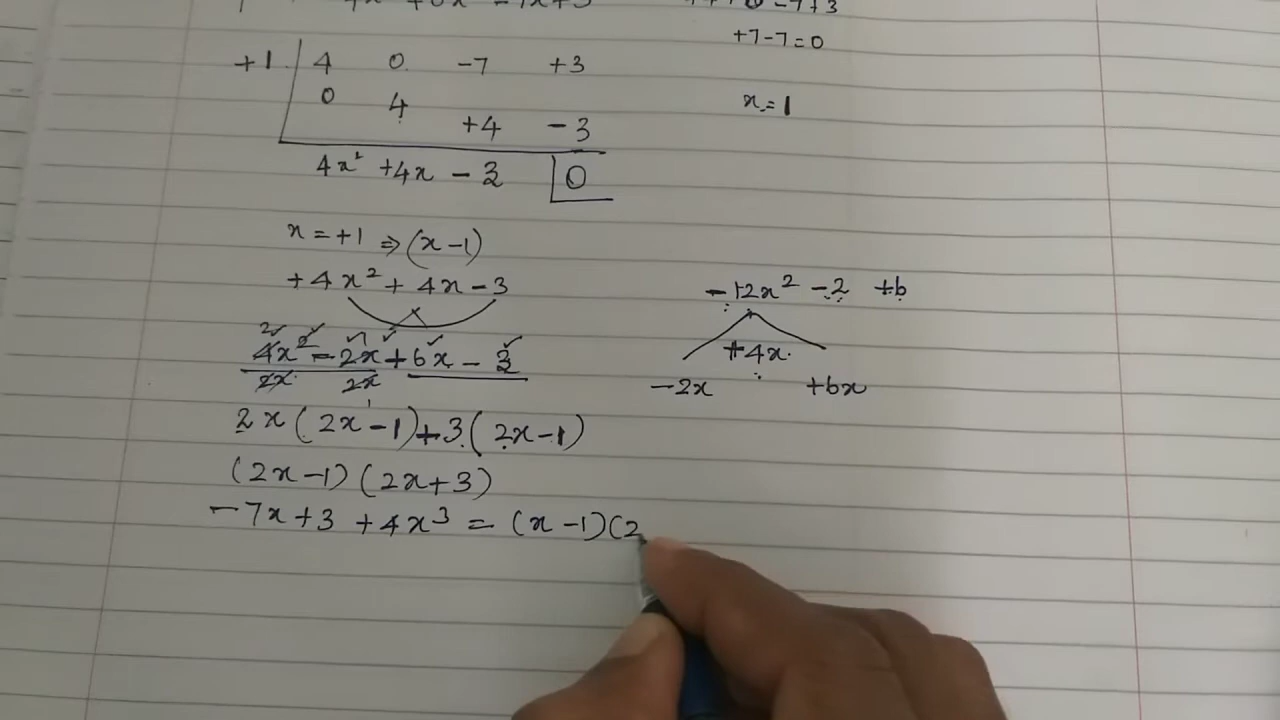 +7-7=0
+1 4 0 -7 +3
0 4
x=1
+4 -3
4x² +4x - 3 0
x = +1 ⇒ (x-1)
+4x² + 4x - 3
-12x² -2 +6
4x² - 2x + 6x - 3
+4x
2x 2x
-2x +6x
2x(2x-1)+3(2x-1)
(2x-1)(2x+3)
-7x+3+4x³ = (x-1)(2